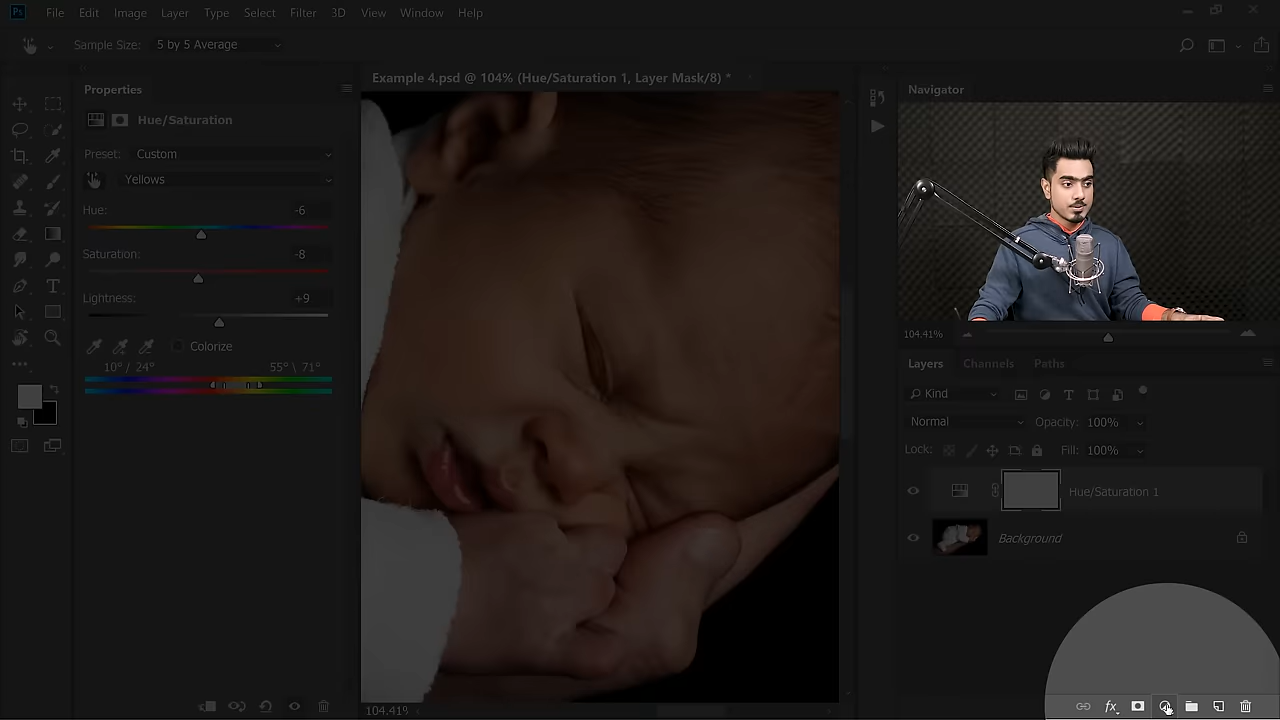 Ps File Edit Image Layer Type Select Filter 3D View Window Help
Sample Size: 5 by 5 Average
Properties
Hue/Saturation
Preset: Custom
Yellows
Hue: -6
Saturation: -8
Lightness: +9
Colorize
10° / 24° 55° \ 71°
Example 4.psd @ 104% (Hue/Saturation 1, Layer Mask/8) *
104.41%
Navigator
104.41%
Layers Channels Paths
Kind
Normal Opacity: 100%
Lock: Fill: 100%
Hue/Saturation 1
Background
fx